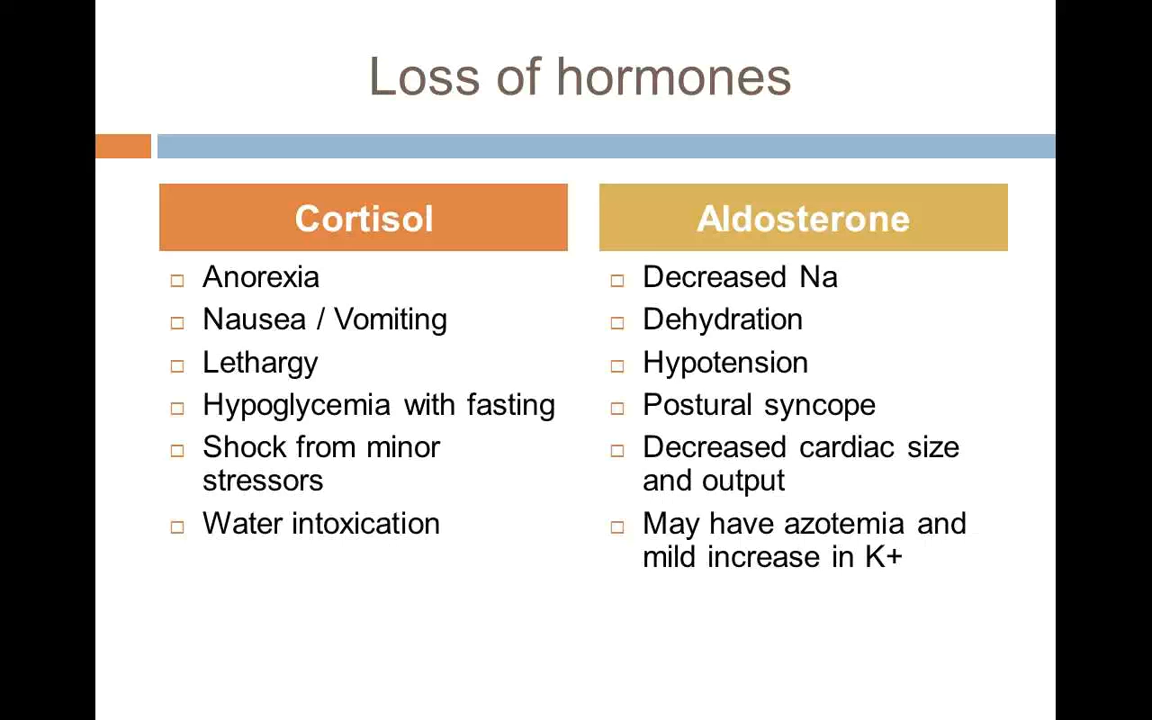 Loss of hormones
Cortisol
Anorexia
Nausea / Vomiting
Lethargy
Hypoglycemia with fasting
Shock from minor
stressors
Water intoxication
Aldosterone
Decreased Na
Dehydration
Hypotension
Postural syncope
Decreased cardiac size
and output
May have azotemia and
mild increase in K+